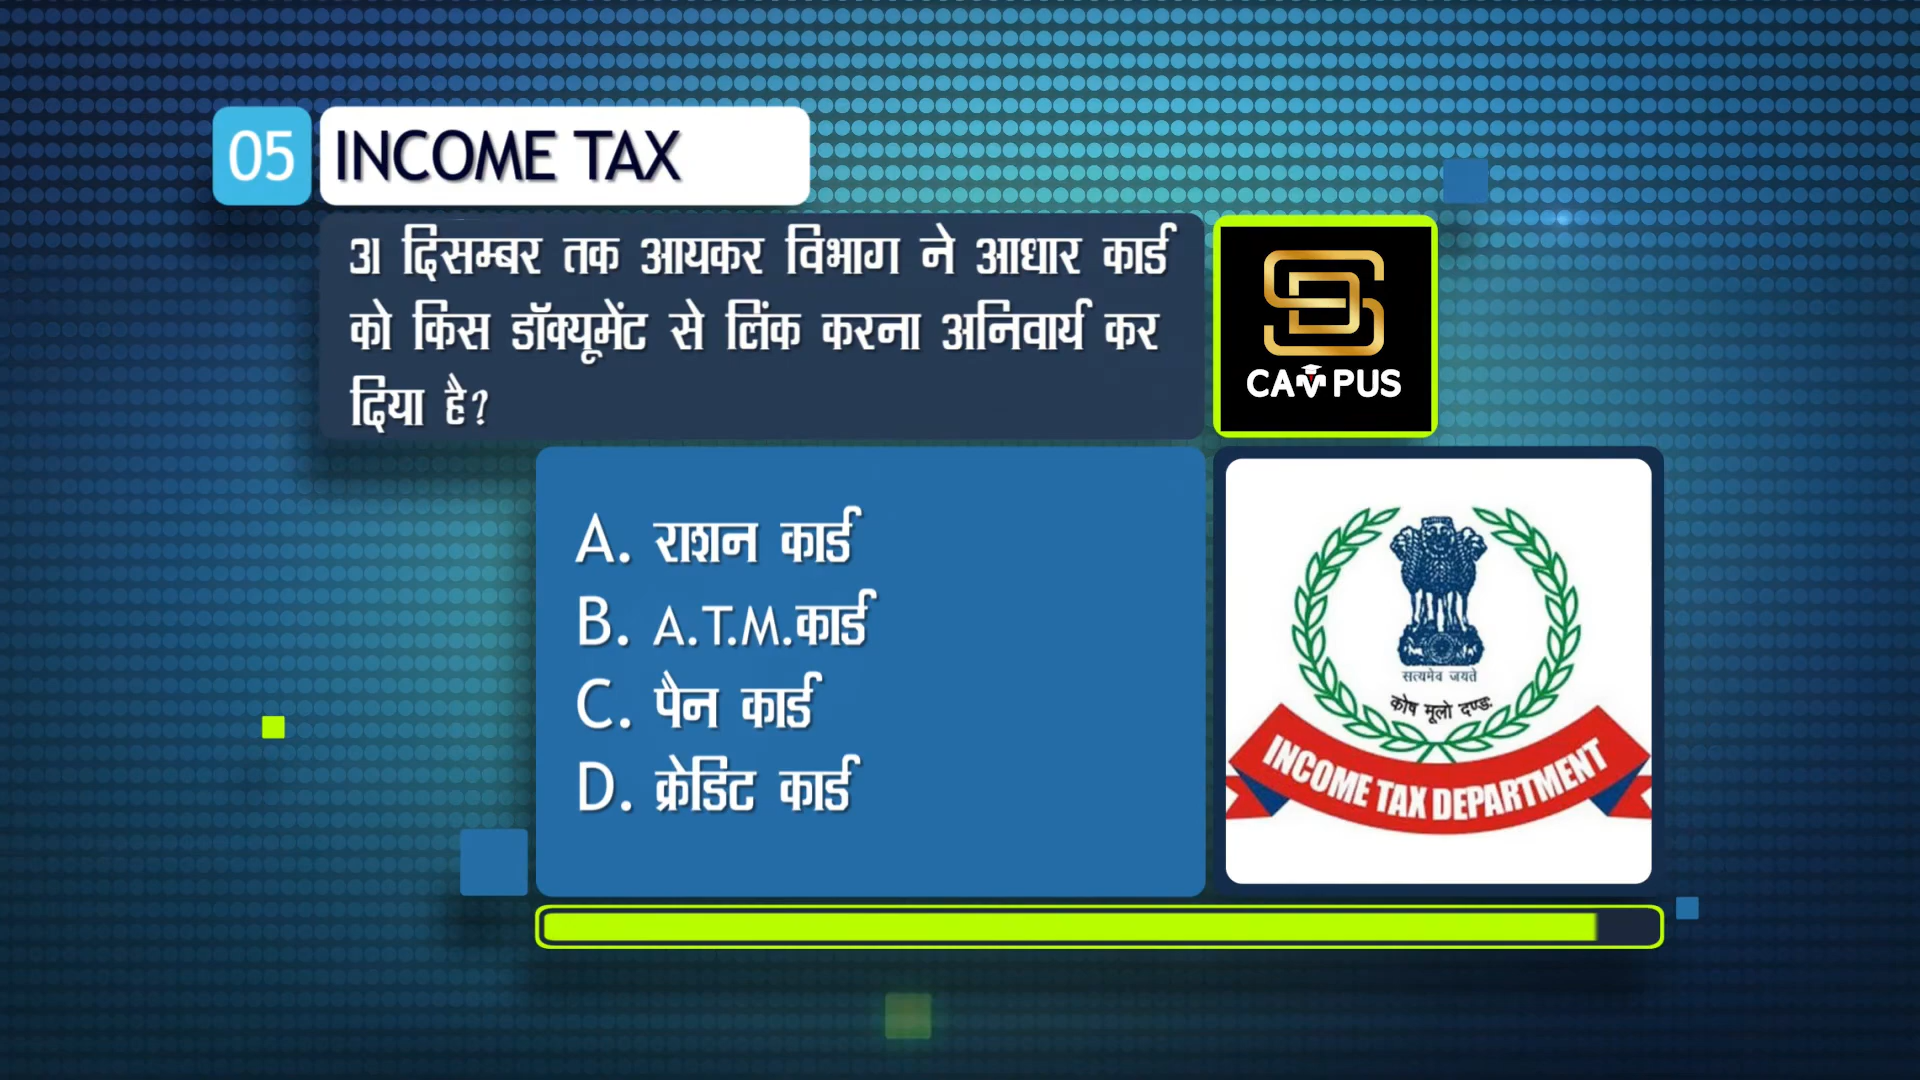 05 INCOME TAX
31 दिसम्बर तक आयकर विभाग ने आधार कार्ड
को किस डॉक्यूमेंट से लिंक करना अनिवार्य कर
दिया है?
CAMPUS
A. राशन कार्ड
B. A.T.M.कार्ड
C. पैन कार्ड
D. क्रेडिट कार्ड
सत्यमेव जयते
कोष मूलो दण्ड:
INCOME TAX DEPARTMENT